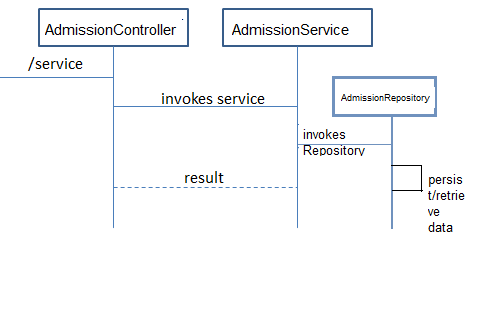 AdmissionController
AdmissionService
/service
AdmissionRepository
invokes service
invokes
Repository
result
persis
t/retrie
ve
data